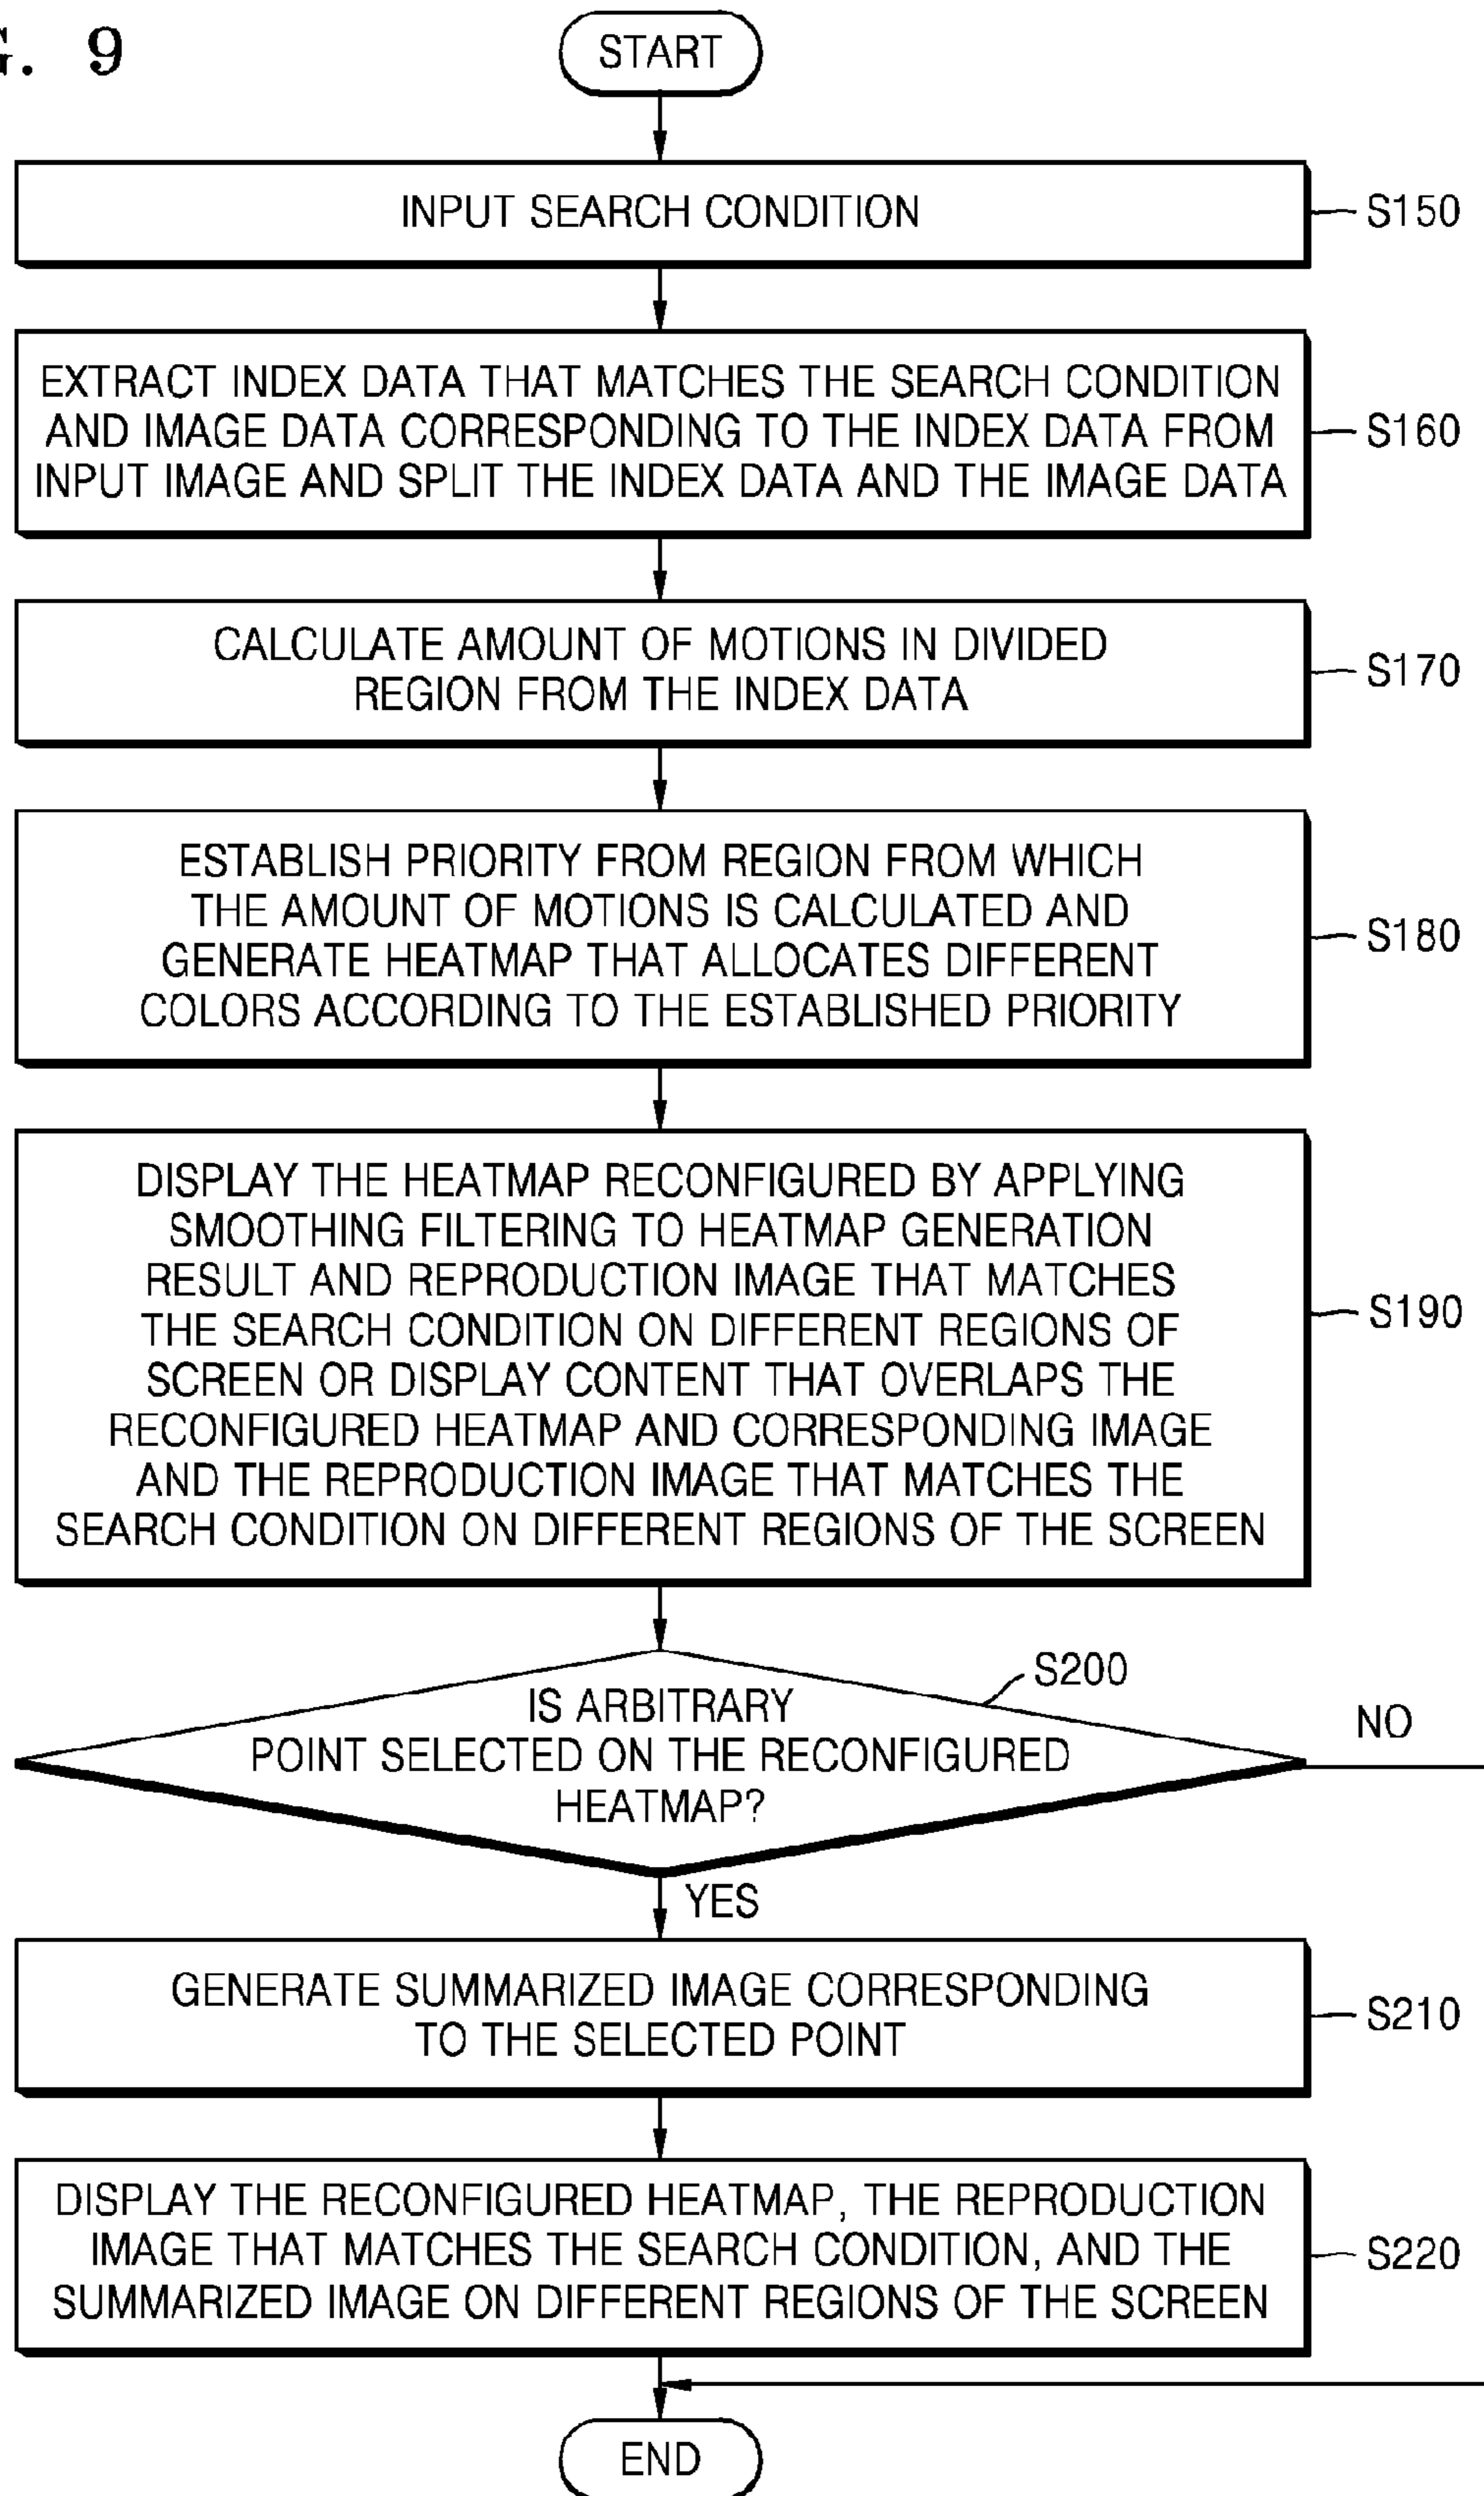 . 9
START
INPUT SEARCH CONDITION
S150
EXTRACT INDEX DATA THAT MATCHES THE SEARCH CONDITION
AND IMAGE DATA CORRESPONDING TO THE INDEX DATA FROM
INPUT IMAGE AND SPLIT THE INDEX DATA AND THE IMAGE DATA
S160
CALCULATE AMOUNT OF MOTIONS IN DIVIDED
REGION FROM THE INDEX DATA
S170
ESTABLISH PRIORITY FROM REGION FROM WHICH
THE AMOUNT OF MOTIONS IS CALCULATED AND
GENERATE HEATMAP THAT ALLOCATES DIFFERENT
COLORS ACCORDING TO THE ESTABLISHED PRIORITY
S180
DISPLAY THE HEATMAP RECONFIGURED BY APPLYING
SMOOTHING FILTERING TO HEATMAP GENERATION
RESULT AND REPRODUCTION IMAGE THAT MATCHES
THE SEARCH CONDITION ON DIFFERENT REGIONS OF
SCREEN OR DISPLAY CONTENT THAT OVERLAPS THE
RECONFIGURED HEATMAP AND CORRESPONDING IMAGE
AND THE REPRODUCTION IMAGE THAT MATCHES THE
SEARCH CONDITION ON DIFFERENT REGIONS OF THE SCREEN
S190
S200
IS ARBITRARY
POINT SELECTED ON THE RECONFIGURED
HEATMAP?
NO
YES
GENERATE SUMMARIZED IMAGE CORRESPONDING
TO THE SELECTED POINT
S210
DISPLAY THE RECONFIGURED HEATMAP, THE REPRODUCTION
IMAGE THAT MATCHES THE SEARCH CONDITION, AND THE
SUMMARIZED IMAGE ON DIFFERENT REGIONS OF THE SCREEN
S220
END